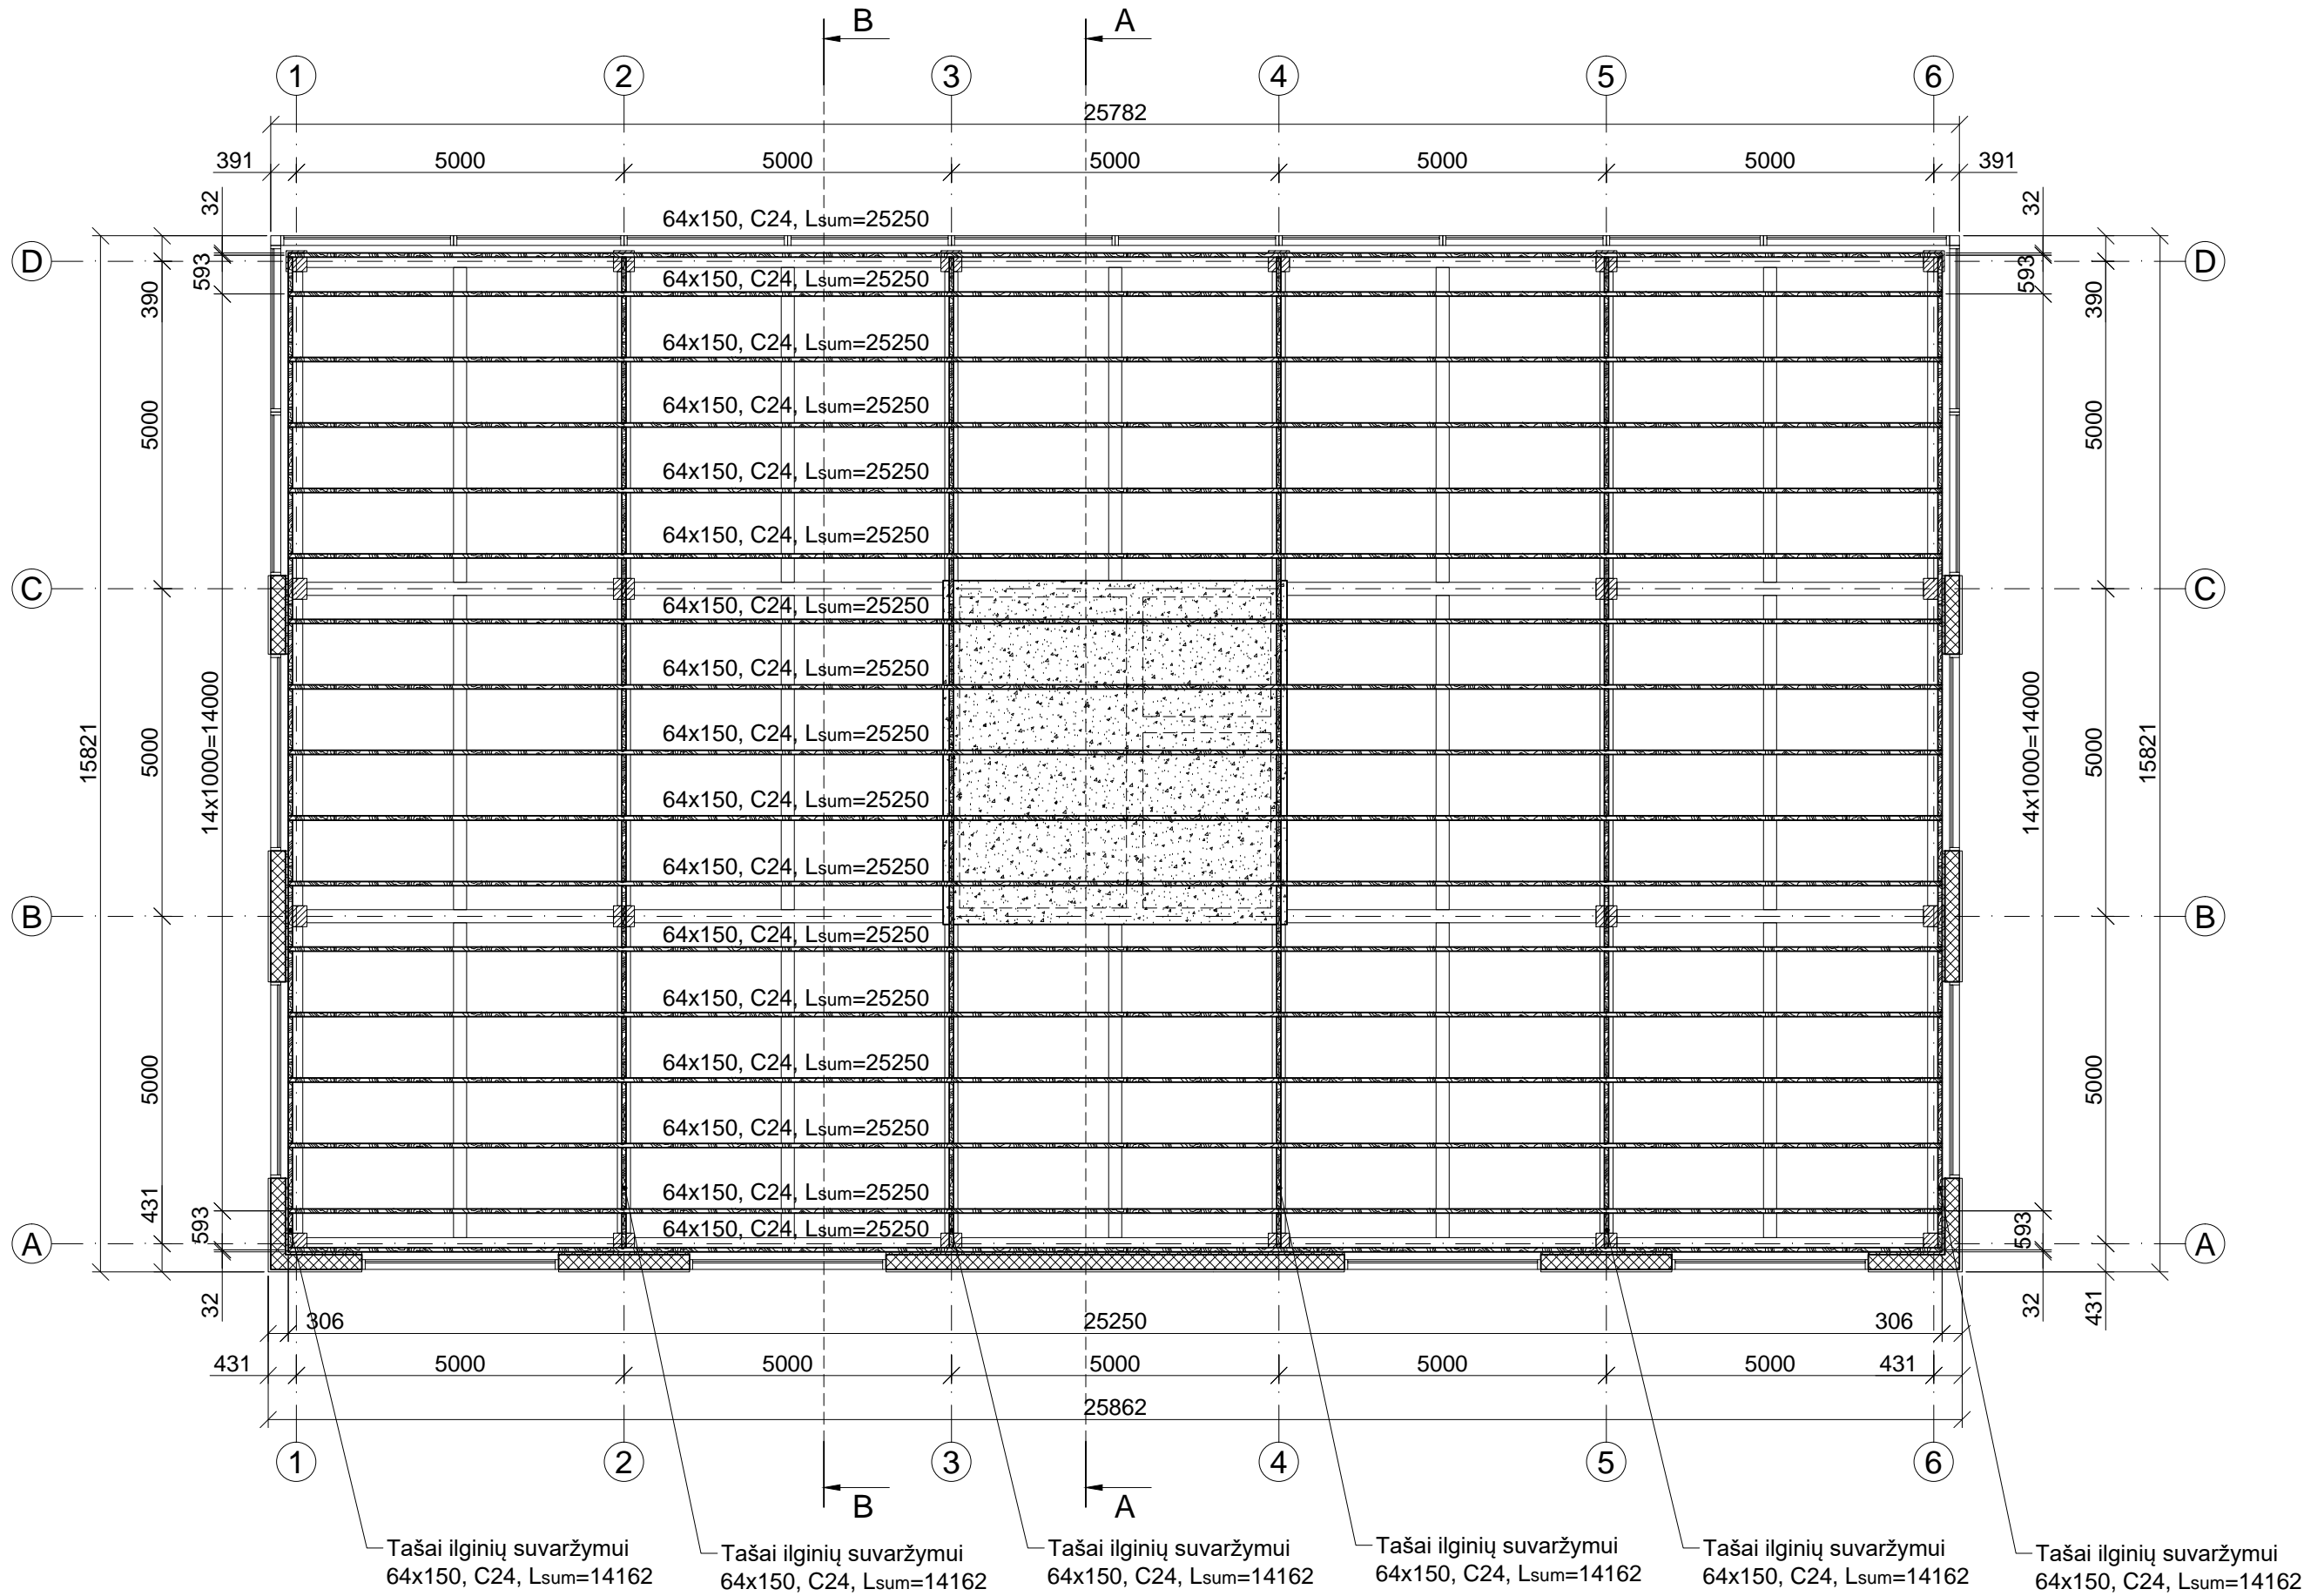 B
A
1
2
3
4
5
6
25782
391
5000
5000
5000
5000
5000
391
32
32
64x150, C24, Lsum=25250
D
D
593
593
64x150, C24, Lsum=25250
390
390
64x150, C24, Lsum=25250
64x150, C24, Lsum=25250
5000
5000
64x150, C24, Lsum=25250
64x150, C24, Lsum=25250
C
C
64x150, C24, Lsum=25250
64x150, C24, Lsum=25250
64x150, C24, Lsum=25250
15821
5000
14x1000=14000
14x1000=14000
5000
15821
64x150, C24, Lsum=25250
64x150, C24, Lsum=25250
B
B
64x150, C24, Lsum=25250
64x150, C24, Lsum=25250
64x150, C24, Lsum=25250
5000
5000
64x150, C24, Lsum=25250
64x150, C24, Lsum=25250
431
593
593
64x150, C24, Lsum=25250
A
A
32
32
431
306
25250
306
431
5000
5000
5000
5000
5000
431
25862
1
2
3
4
5
6
B
A
Tašai ilginių suvaržymui
64x150, C24, Lsum=14162
Tašai ilginių suvaržymui
64x150, C24, Lsum=14162
Tašai ilginių suvaržymui
64x150, C24, Lsum=14162
Tašai ilginių suvaržymui
64x150, C24, Lsum=14162
Tašai ilginių suvaržymui
64x150, C24, Lsum=14162
Tašai ilginių suvaržymui
64x150, C24, Lsum=14162